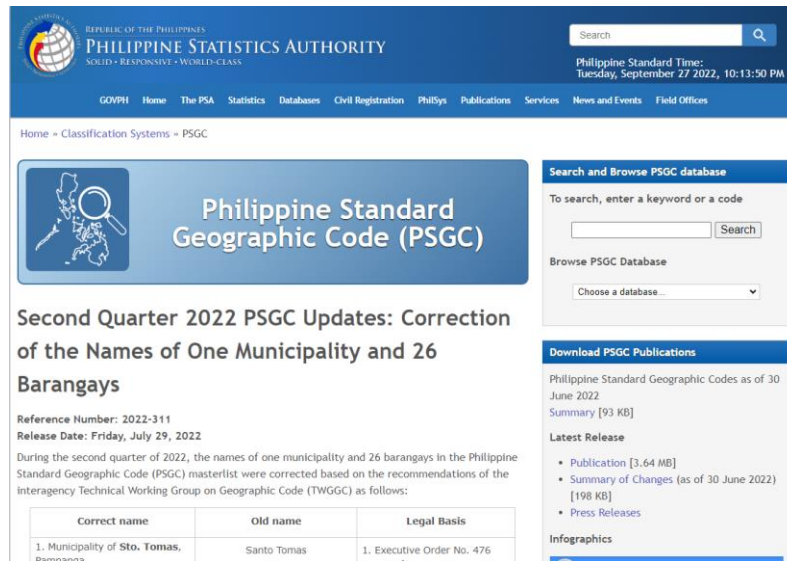 REPUBLIC OF THE PHILIPPINES
PHILIPPINE STATISTICS AUTHORITY
SOLID • RESPONSIVE • WORLD-CLASS
Search
Philippine Standard Time:
Tuesday, September 27 2022, 10:13:50 PM
GOVPH Home The PSA Statistics Databases Civil Registration PhilSys Publications Services News and Events Field Offices
Home » Classification Systems » PSGC
Philippine Standard
Geographic Code (PSGC)
Second Quarter 2022 PSGC Updates: Correction
of the Names of One Municipality and 26
Barangays
Reference Number: 2022-311
Release Date: Friday, July 29, 2022
During the second quarter of 2022, the names of one municipality and 26 barangays in the Philippine
Standard Geographic Code (PSGC) masterlist were corrected based on the recommendations of the
interagency Technical Working Group on Geographic Code (TWGGC) as follows:
Correct name Old name Legal Basis
1. Municipality of Sto. Tomas, Santo Tomas 1. Executive Order No. 476
Pampanga
Search and Browse PSGC database
To search, enter a keyword or a code
Search
Browse PSGC Database
Choose a database...
Download PSGC Publications
Philippine Standard Geographic Codes as of 30
June 2022
Summary [93 KB]
Latest Release
• Publication [3.64 MB]
• Summary of Changes (as of 30 June 2022)
[198 KB]
• Press Releases
Infographics